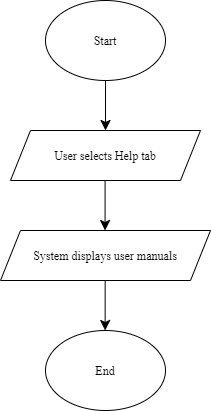 Start
User selects Help tab
System displays user manuals
End